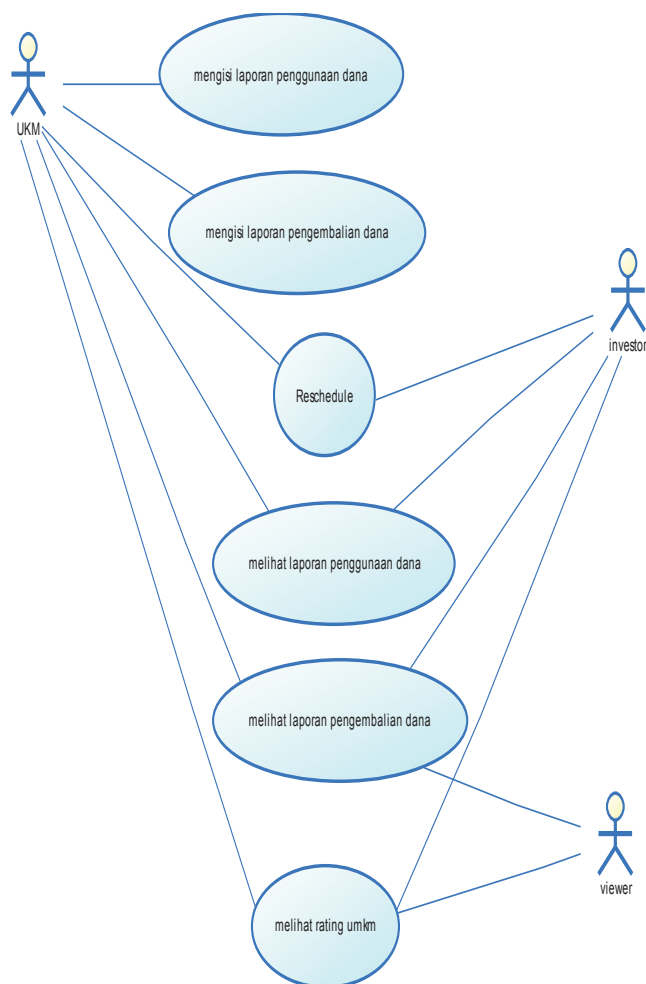 mengisi laporan penggunaan dana
UKM
mengisi laporan pengembalian dana
investor
Reschedule
melihat laporan penggunaan dana
melihat laporan pengembalian dana
viewer
melihat rating umkm